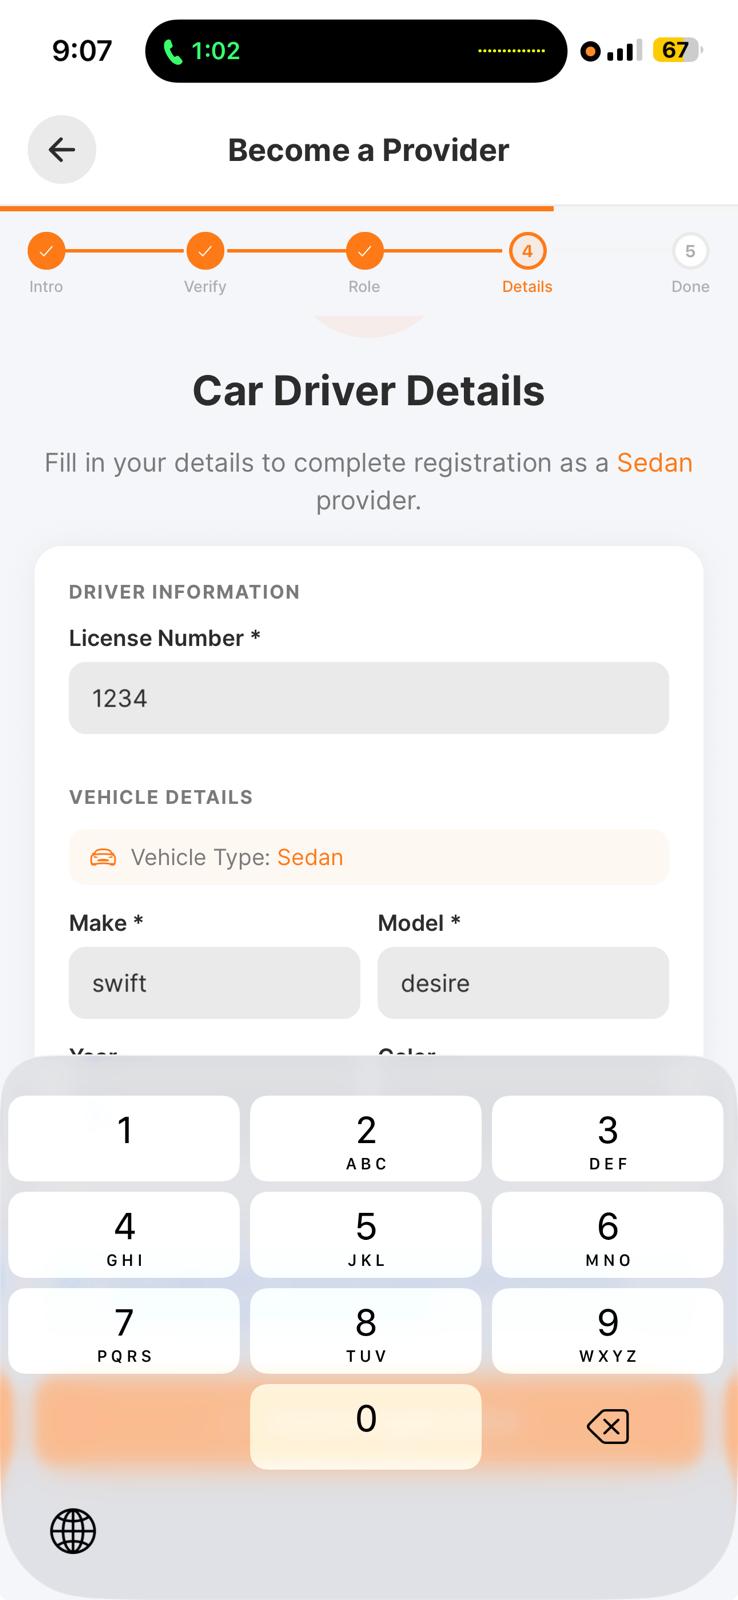 9:07
1:02
67
Become a Provider
4
5
Intro
Verify
Role
Details
Done
Car Driver Details
Fill in your details to complete registration as a Sedan
provider.
DRIVER INFORMATION
License Number *
1234
VEHICLE DETAILS
Vehicle Type: Sedan
Make *
Model *
swift
desire
Year
Color
1
2
ABC
3
DEF
4
GHI
5
JKL
6
MNO
7
PQRS
8
TUV
9
WXYZ
0